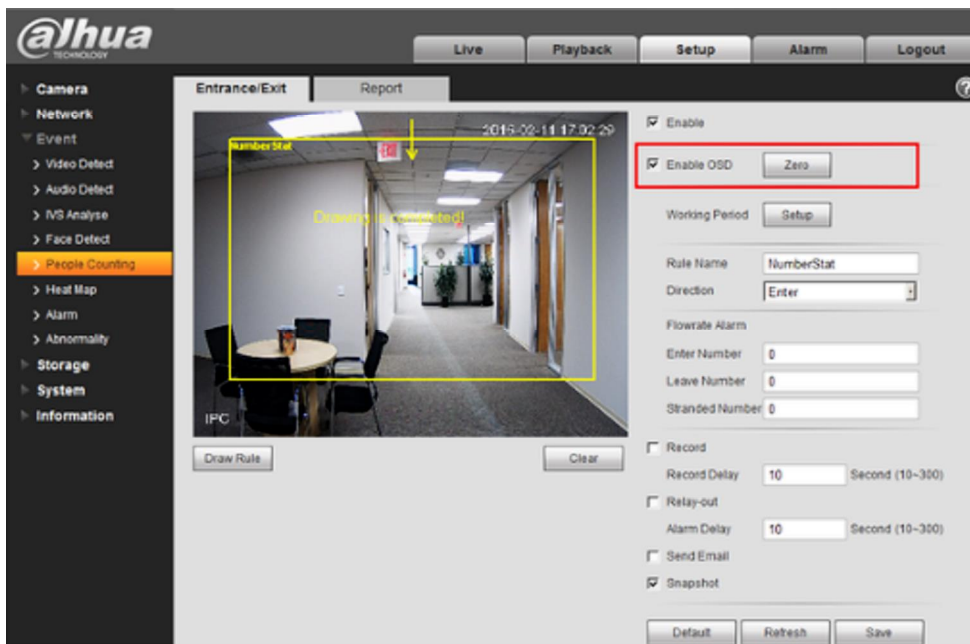 alhua
TECHNOLOGY
Live Playback Setup Alarm Logout
Camera
Network
Event
Video Detect
Audio Detect
IVS Analyse
Face Detect
People Counting
Heat Map
Alarm
Abnormality
Storage
System
Information
Entrance/Exit Report
?
2016-02-11 17:02:29
NumberStat
EXIT
Drawing is completed!
IPC
Draw Rule Clear
Enable
Enable OSD Zero
Working Period Setup
Rule Name NumberStat
Direction Enter
Flowrate Alarm
Enter Number 0
Leave Number 0
Stranded Number 0
Record
Record Delay 10 Second (10~300)
Relay-out
Alarm Delay 10 Second (10~300)
Send Email
Snapshot
Default Refresh Save